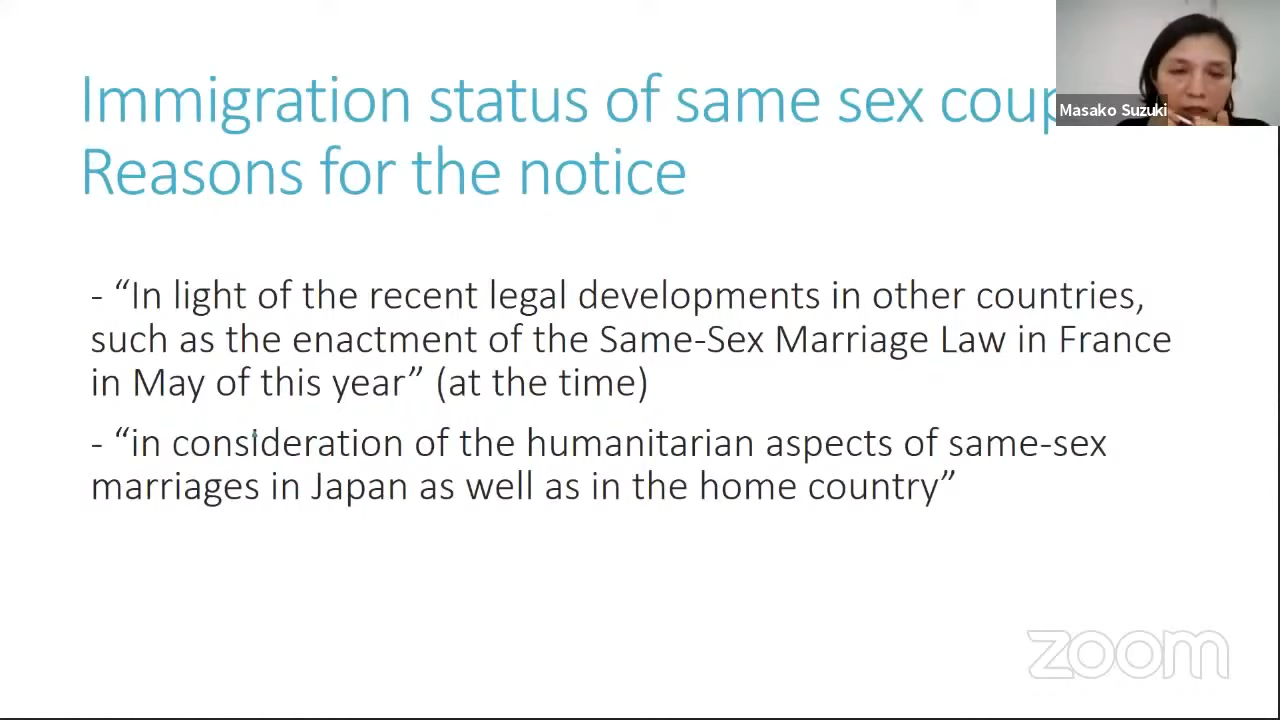 Immigration status of same sex coup
Reasons for the notice
Masako Suzuki
- “In light of the recent legal developments in other countries,
such as the enactment of the Same-Sex Marriage Law in France
in May of this year” (at the time)
- “in consideration of the humanitarian aspects of same-sex
marriages in Japan as well as in the home country”
zoom